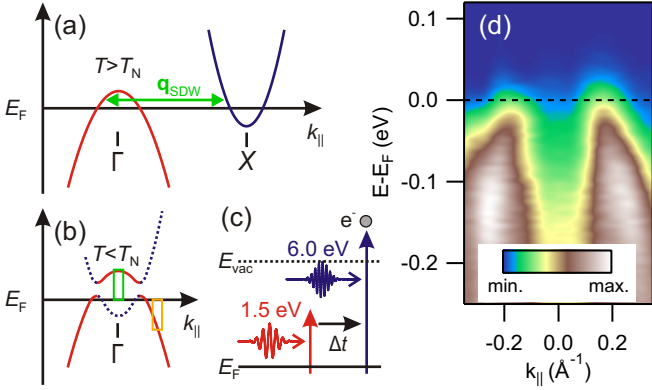 (a)
T>T_N
q_SDW
E_F
k_||
Γ
X
(b)
T<T_N
E_F
k_||
Γ
(c)
e⁻
E_vac
6.0 eV
1.5 eV
Δt
E_F
(d)
E-E_F (eV)
0.1
0.0
-0.1
-0.2
min.
max.
-0.2
0.0
0.2
k_|| (Å⁻¹)